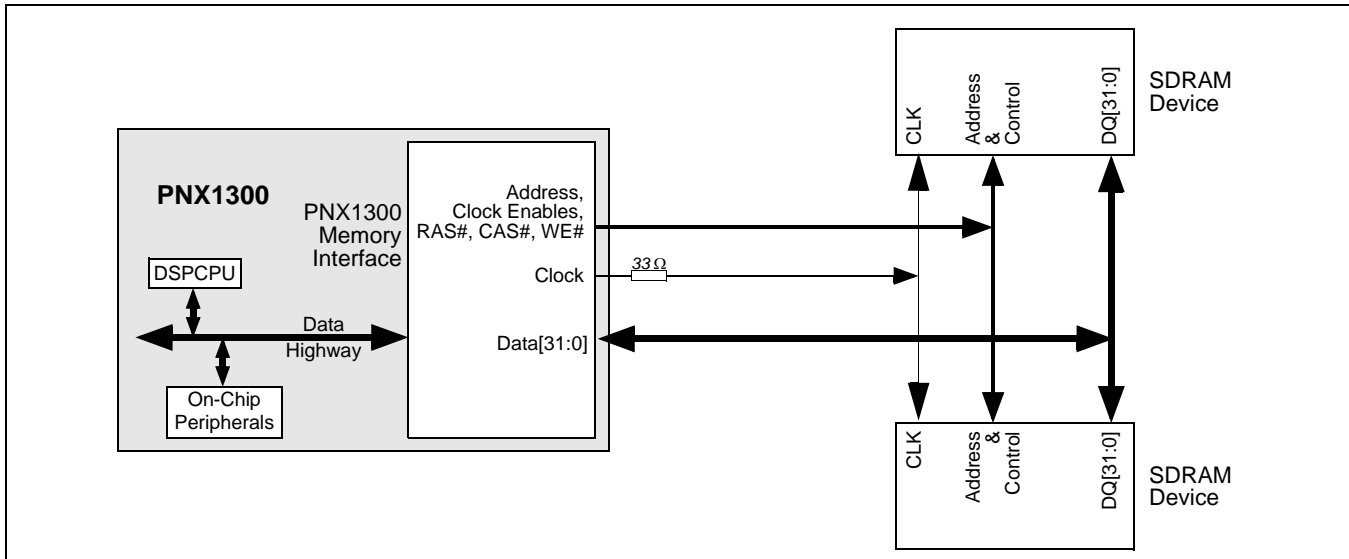 PNX1300
DSPCPU
Data
Highway
On-Chip
Peripherals
PNX1300
Memory
Interface
Address,
Clock Enables,
RAS#, CAS#, WE#
Clock
Data[31:0]
33 Ω
CLK
Address
& Control
DQ[31:0]
SDRAM
Device
CLK
Address
& Control
DQ[31:0]
SDRAM
Device